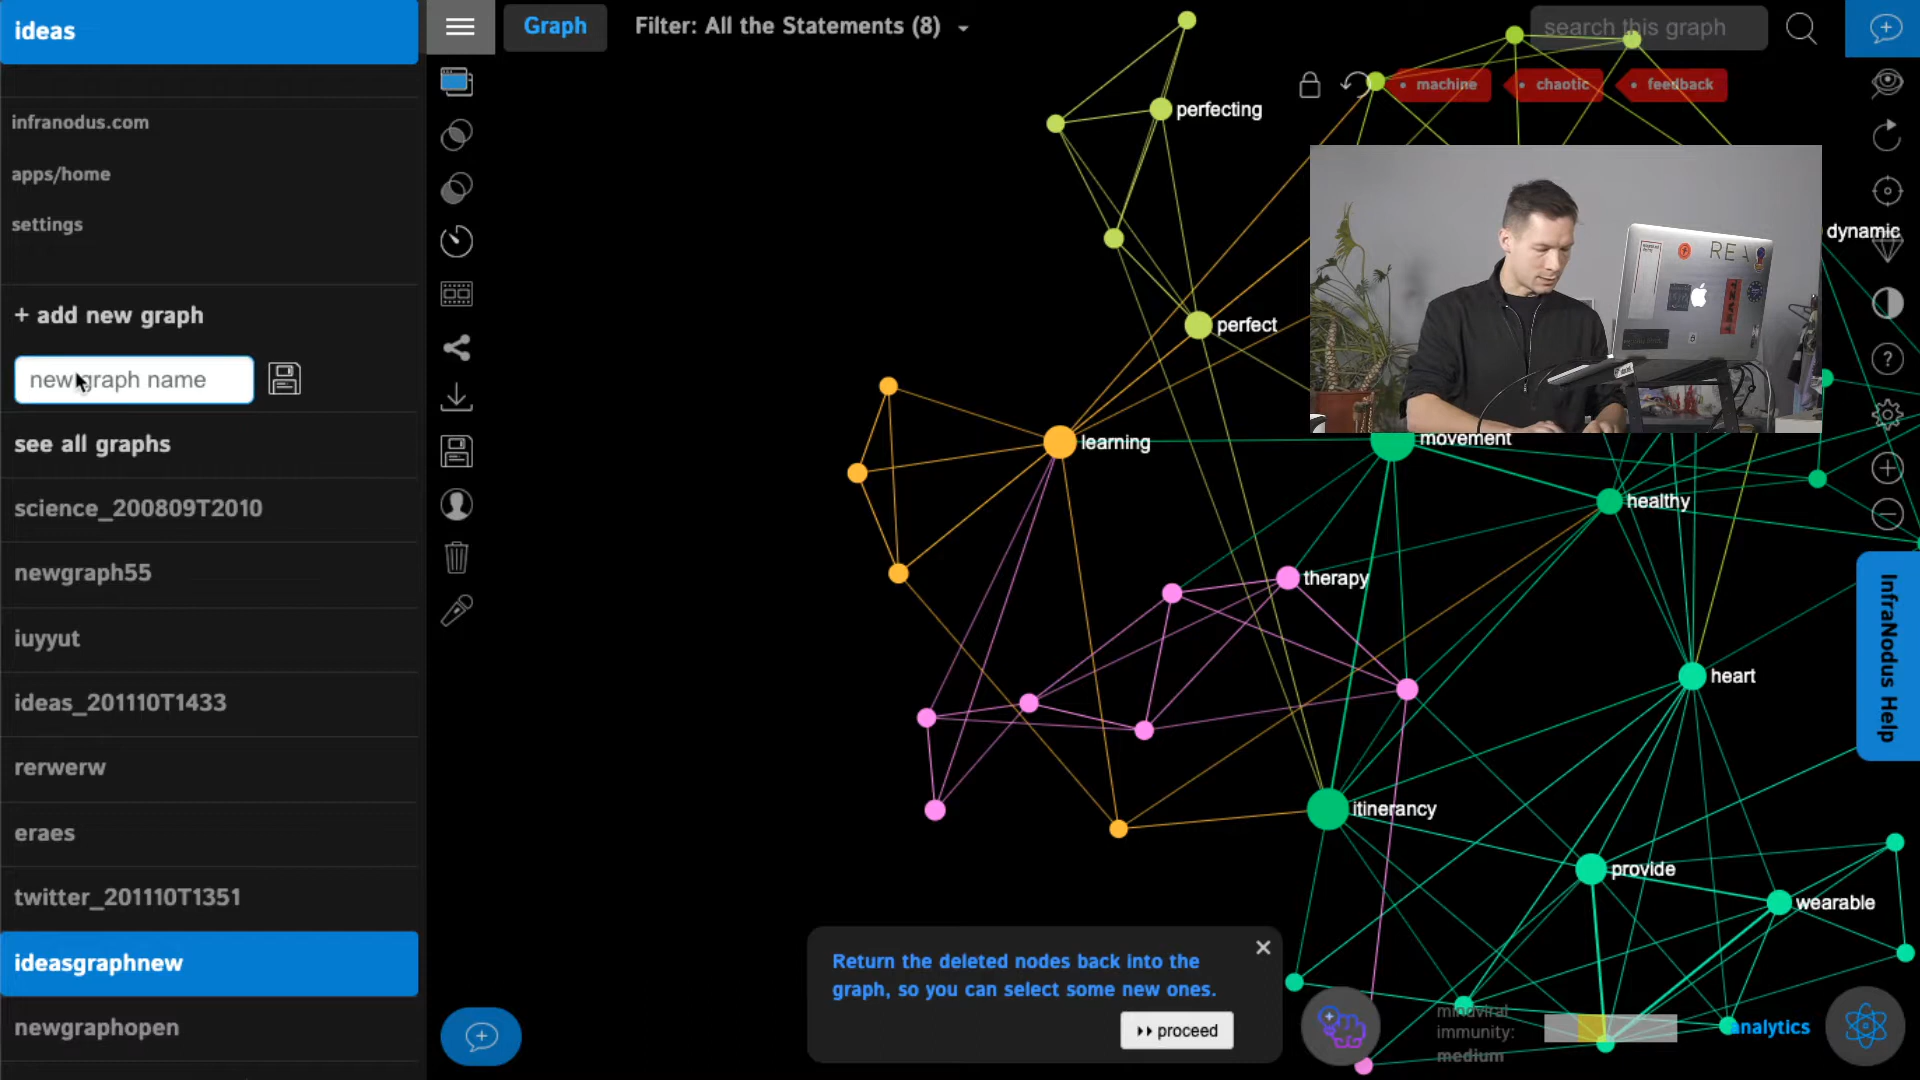 ideas
Graph
Filter: All the Statements (8)
search this graph
infranodus.com
apps/home
settings
+ add new graph
new graph name
see all graphs
science_200809T2010
newgraph55
iuyyut
ideas_201110T1433
rerwerw
eraes
twitter_201110T1351
ideasgraphnew
newgraphopen
machine
chaotic
feedback
perfecting
dynamic
perfect
learning
movement
healthy
therapy
heart
itinerancy
provide
wearable
InfraNodus Help
Return the deleted nodes back into the
graph, so you can select some new ones.
proceed
mindviral
immunity:
medium
analytics